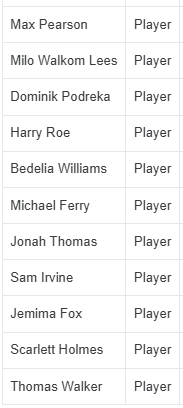 Max Pearson Player
Milo Walkom Lees Player
Dominik Podreka Player
Harry Roe Player
Bedelia Williams Player
Michael Ferry Player
Jonah Thomas Player
Sam Irvine Player
Jemima Fox Player
Scarlett Holmes Player
Thomas Walker Player